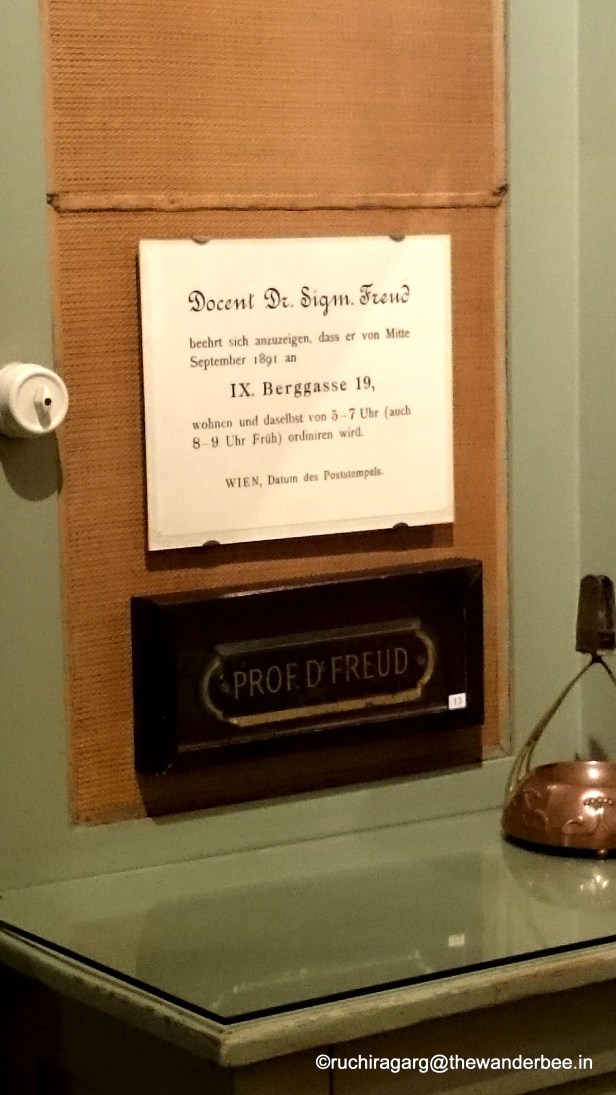 Docent Dr. Sigm. Freud
beehrt sich anzuzeigen, dass er von Mitte
September 1891 an
IX. Berggasse 19,
wohnen und daselbst von 5–7 Uhr (auch
8–9 Uhr Früh) ordiniren wird.
WIEN, Datum des Poststempels.
PROF. Dr FREUD
13
©ruchiragarg@thewanderbee.in